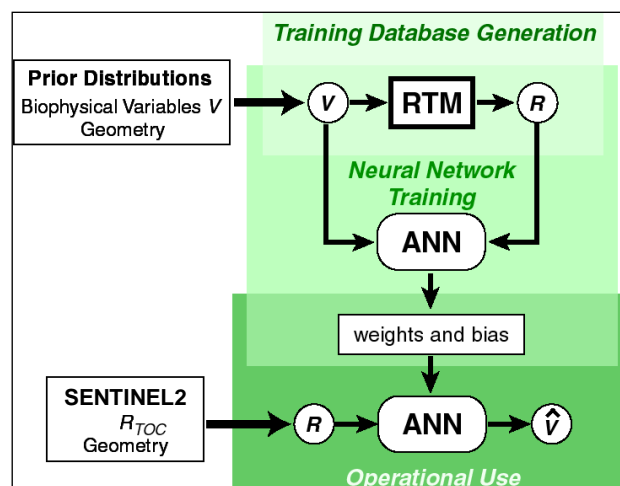 Training Database Generation
Prior Distributions
Biophysical Variables V
Geometry
V
RTM
R
Neural Network
Training
ANN
weights and bias
SENTINEL2
R_TOC
Geometry
R
ANN
V̂
Operational Use